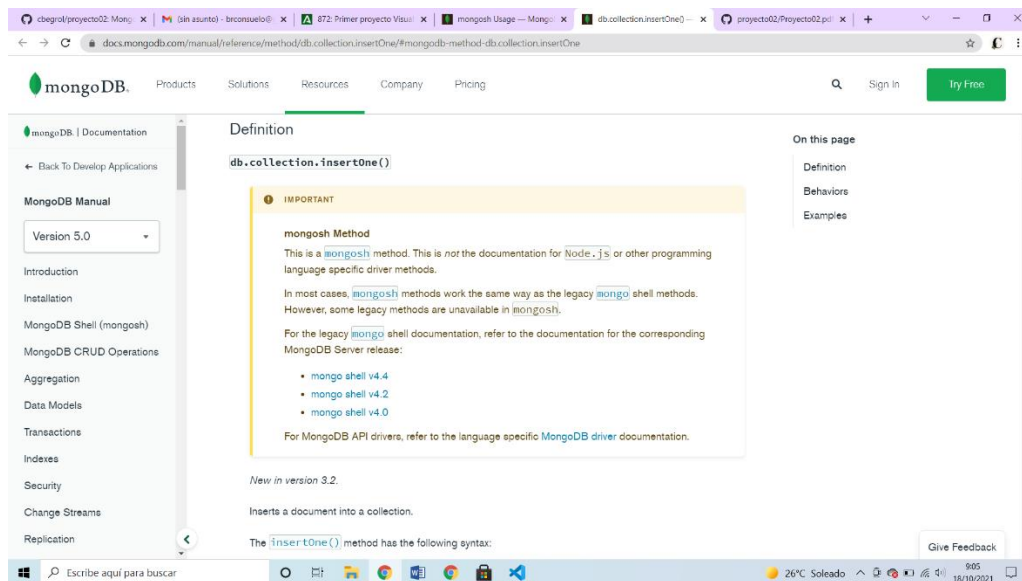 cbegrol/proyecto02: Mong
(sin asunto) - brconsuelo@
872: Primer proyecto Visual
mongosh Usage — Mongo
db.collection.insertOne() —
proyecto02/Proyecto02.pd
docs.mongodb.com/manual/reference/method/db.collection.insertOne/#mongodb-method-db.collection.insertOne
mongoDB.
Products
Solutions
Resources
Company
Pricing
Sign In
Try Free
mongoDB. | Documentation
← Back To Develop Applications
MongoDB Manual
Version 5.0
Introduction
Installation
MongoDB Shell (mongosh)
MongoDB CRUD Operations
Aggregation
Data Models
Transactions
Indexes
Security
Change Streams
Replication
Definition
db.collection.insertOne()
IMPORTANT
mongosh Method
This is a mongosh method. This is not the documentation for Node.js or other programming
language specific driver methods.
In most cases, mongosh methods work the same way as the legacy mongo shell methods.
However, some legacy methods are unavailable in mongosh.
For the legacy mongo shell documentation, refer to the documentation for the corresponding
MongoDB Server release:
• mongo shell v4.4
• mongo shell v4.2
• mongo shell v4.0
For MongoDB API drivers, refer to the language specific MongoDB driver documentation.
New in version 3.2.
Inserts a document into a collection.
The insertOne() method has the following syntax:
On this page
Definition
Behaviors
Examples
Give Feedback
Escribe aquí para buscar
26°C Soleado
9:05
18/10/2021